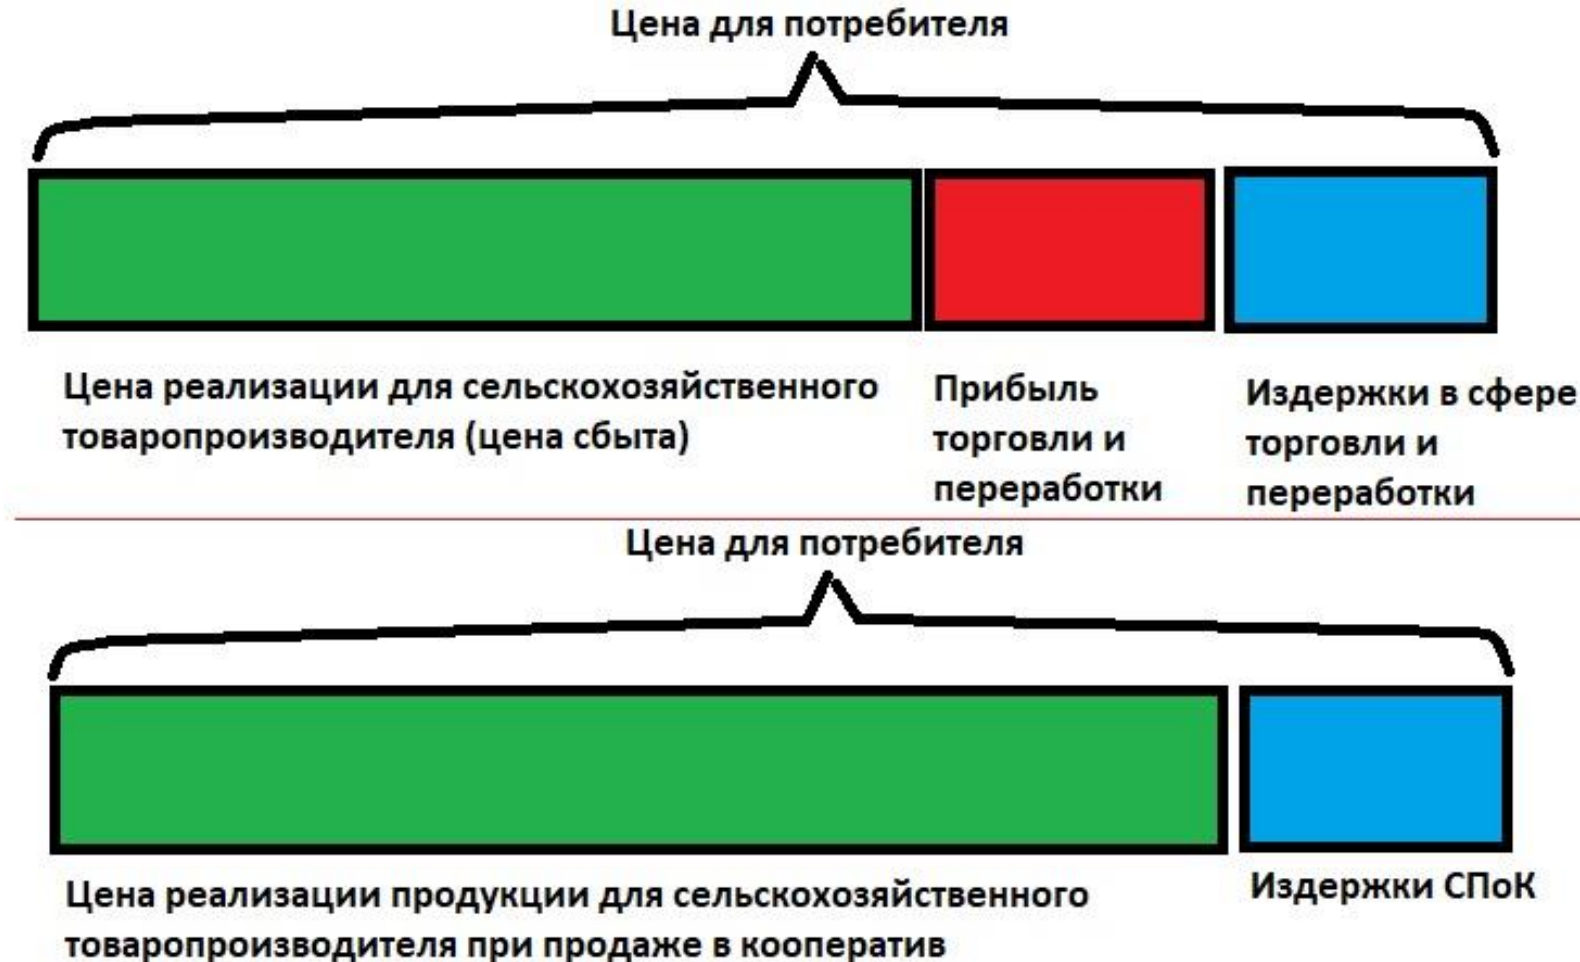 Цена для потребителя
Цена реализации для сельскохозяйственного
товаропроизводителя (цена сбыта)
Прибыль
торговли и
переработки
Издержки в сфере
торговли и
переработки
Цена для потребителя
Цена реализации продукции для сельскохозяйственного
товаропроизводителя при продаже в кооператив
Издержки СПоК